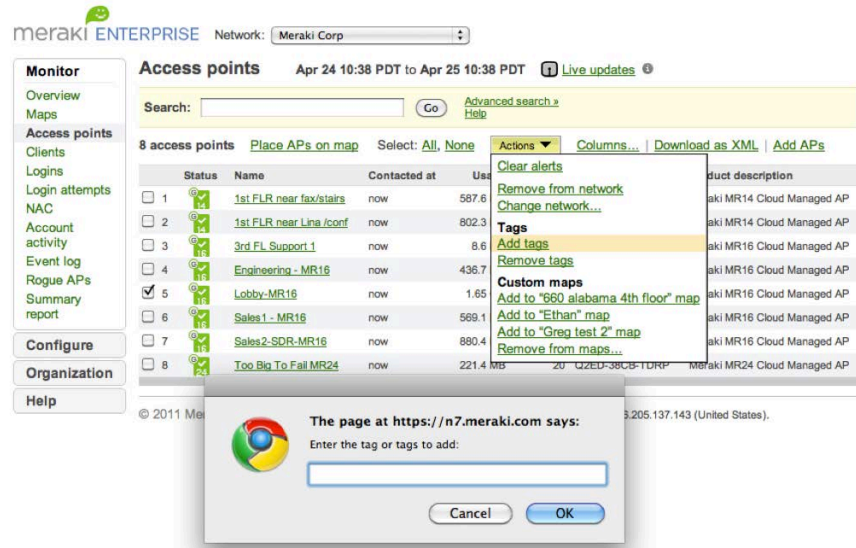 meraki ENTERPRISE Network: Meraki Corp
Monitor
Overview
Maps
Access points
Clients
Logins
Login attempts
NAC
Account
activity
Event log
Rogue APs
Summary
report
Configure
Organization
Help
Access points Apr 24 10:38 PDT to Apr 25 10:38 PDT Live updates i
Search: Go Advanced search »
Help
8 access points Place APs on map Select: All, None Actions ▼ Columns... | Download as XML | Add APs
Status Name Contacted at Usa duct description
1 G 14 1st FLR near fax/stairs now 587.6 aki MR14 Cloud Managed AP
2 G 14 1st FLR near Lina /conf now 802.3 aki MR14 Cloud Managed AP
3 G 16 3rd FL Support 1 now 8.6 aki MR16 Cloud Managed AP
4 G 16 Engineering - MR16 now 436.7 aki MR16 Cloud Managed AP
5 G 16 Lobby-MR16 now 1.65 aki MR16 Cloud Managed AP
6 G 16 Sales1 - MR16 now 569.1 aki MR16 Cloud Managed AP
7 G 16 Sales2-SDR-MR16 now 880.4 aki MR16 Cloud Managed AP
8 G 24 Too Big To Fail MR24 now 221.4 MB 20 Q2ED-38CB-TDRP Meraki MR24 Cloud Managed AP
Clear alerts
Remove from network
Change network...
Tags
Add tags
Remove tags
Custom maps
Add to "660 alabama 4th floor" map
Add to "Ethan" map
Add to "Greg test 2" map
Remove from maps...
© 2011 Me 6.205.137.143 (United States).
The page at https://n7.meraki.com says:
Enter the tag or tags to add:
Cancel OK